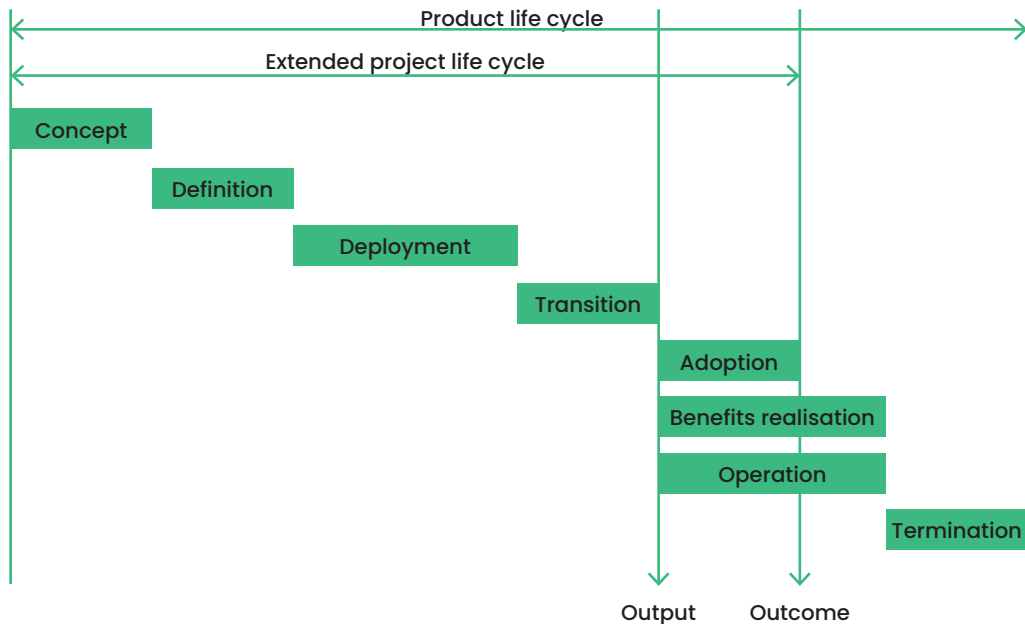 Product life cycle
Extended project life cycle
Concept
Definition
Deployment
Transition
Adoption
Benefits realisation
Operation
Termination
Output
Outcome